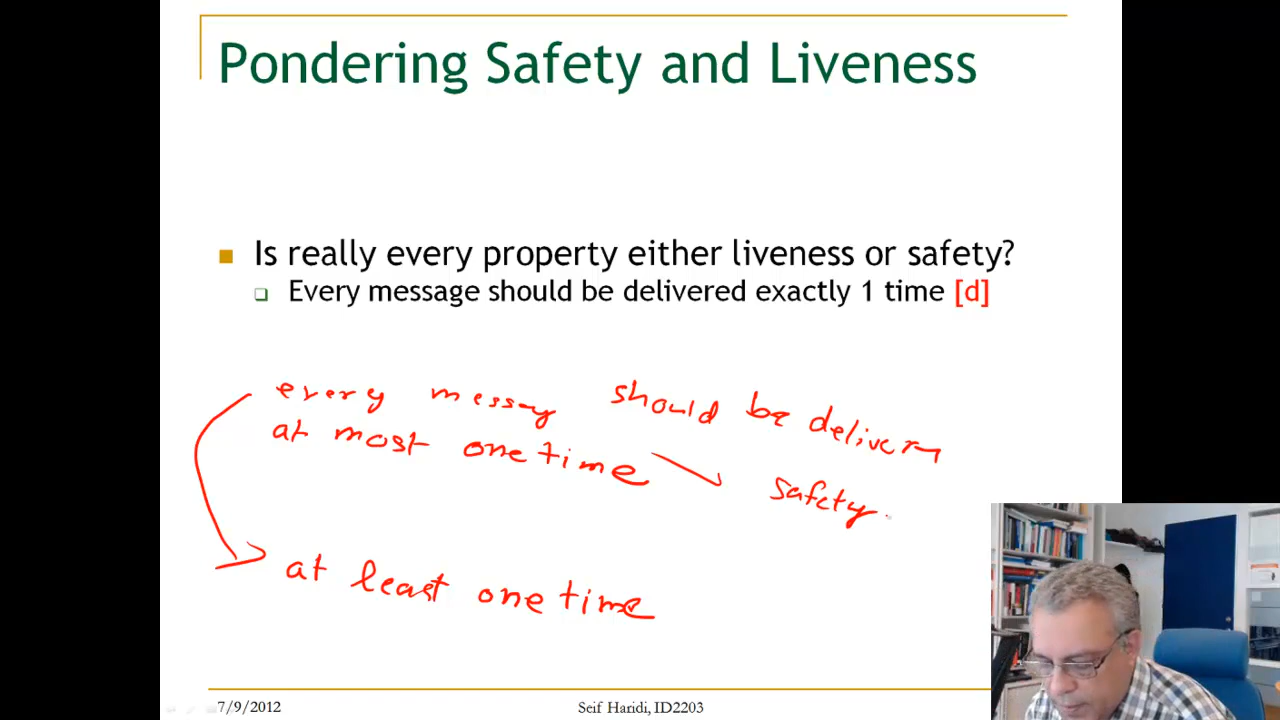 Pondering Safety and Liveness
Is really every property either liveness or safety?
Every message should be delivered exactly 1 time [d]
every messay should be delivery
at most one time
safety.
at least one time
7/9/2012
Seif Haridi, ID2203